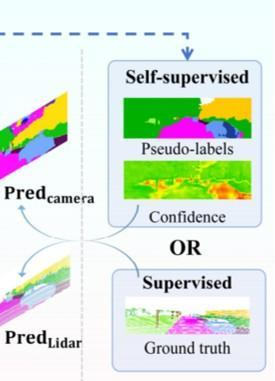 Self-supervised
Pseudo-labels
Pred_camera
Confidence
OR
Supervised
Pred_Lidar
Ground truth